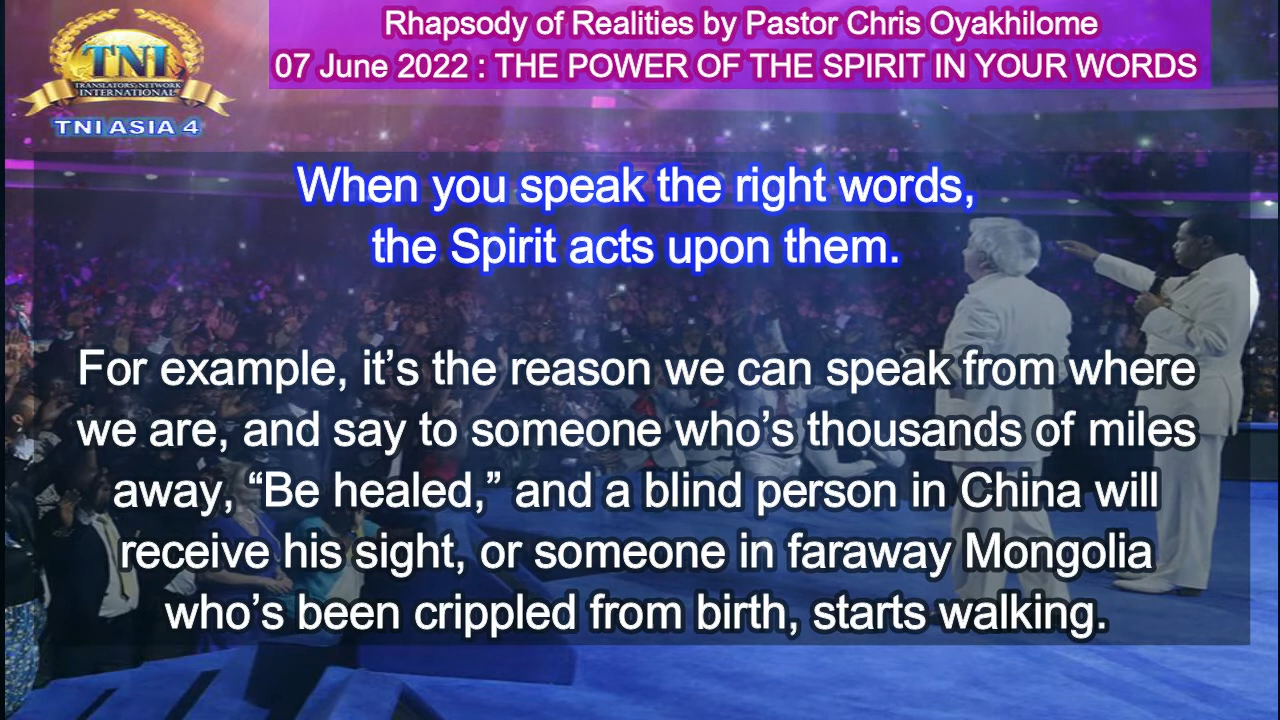 Rhapsody of Realities by Pastor Chris Oyakhilome
07 June 2022 : THE POWER OF THE SPIRIT IN YOUR WORDS
TNI
TRANSLATORS' NETWORK
INTERNATIONAL
TNI ASIA 4
When you speak the right words,
the Spirit acts upon them.
For example, it’s the reason we can speak from where
we are, and say to someone who’s thousands of miles
away, “Be healed,” and a blind person in China will
receive his sight, or someone in faraway Mongolia
who’s been crippled from birth, starts walking.